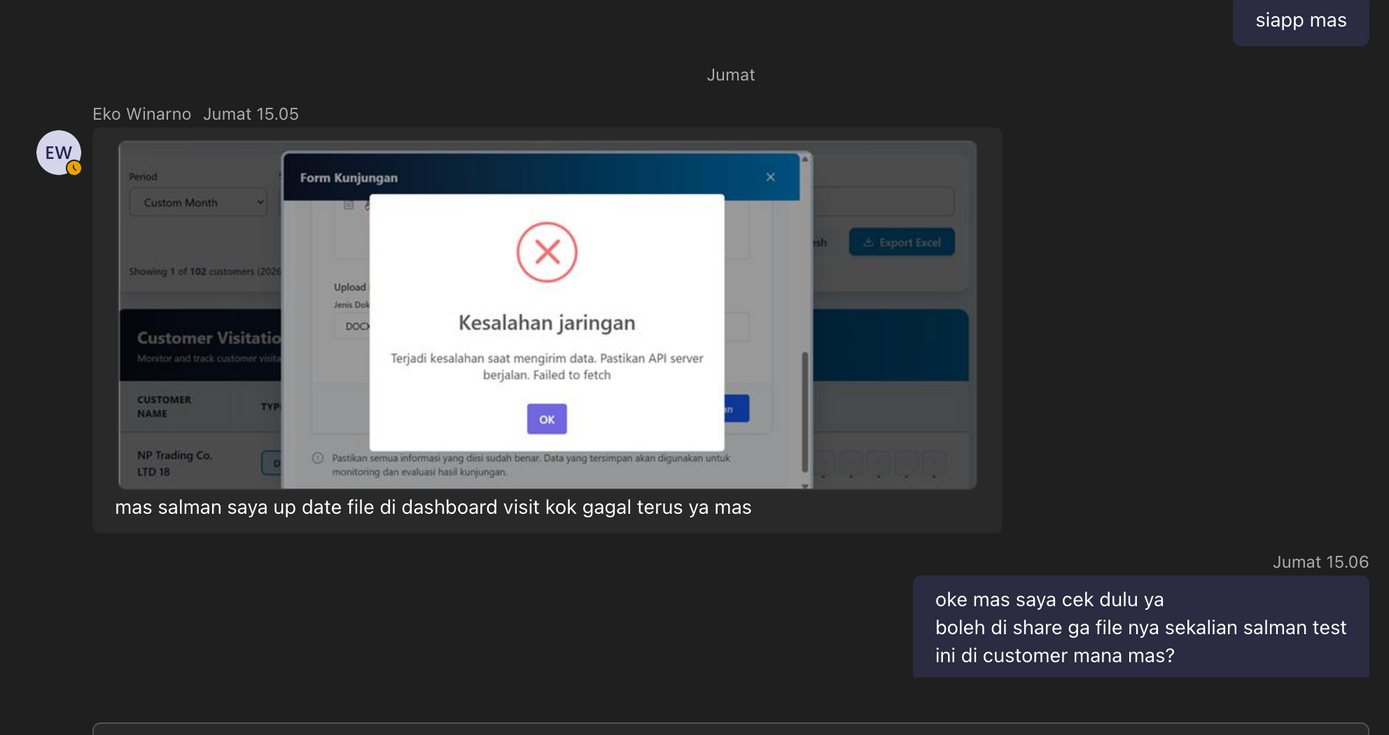 siapp mas
Jumat
Eko Winarno Jumat 15.05
EW
Form Kunjungan
Period
Custom Month
Export Excel
Showing 1 of 102 customers (2026
Upload
Jenis Dok
DOCX
Kesalahan jaringan
Terjadi kesalahan saat mengirim data. Pastikan API server
berjalan. Failed to fetch
OK
Customer Visitatio
Monitor and track customer visita
CUSTOMER
NAME
TYP
NP Trading Co.
LTD 18
Pastikan semua informasi yang diisi sudah benar. Data yang tersimpan akan digunakan untuk
monitoring dan evaluasi hasil kunjungan.
mas salman saya up date file di dashboard visit kok gagal terus ya mas
Jumat 15.06
oke mas saya cek dulu ya
boleh di share ga file nya sekalian salman test
ini di customer mana mas?